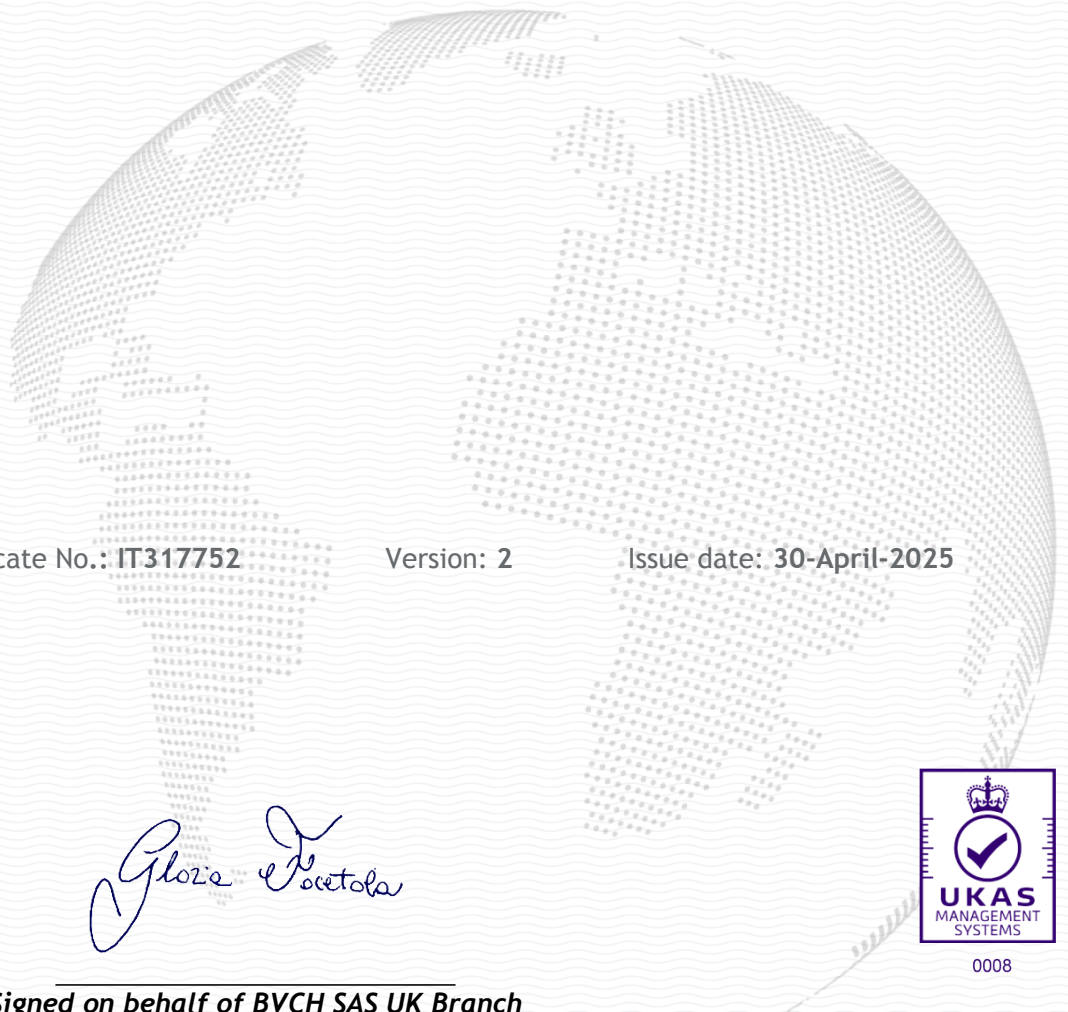 cate No.: IT317752 Version: 2 Issue date: 30-April-2025
Gloria Tocetola
UKAS
MANAGEMENT
SYSTEMS
0008
Signed on behalf of BVCH SAS UK Branch